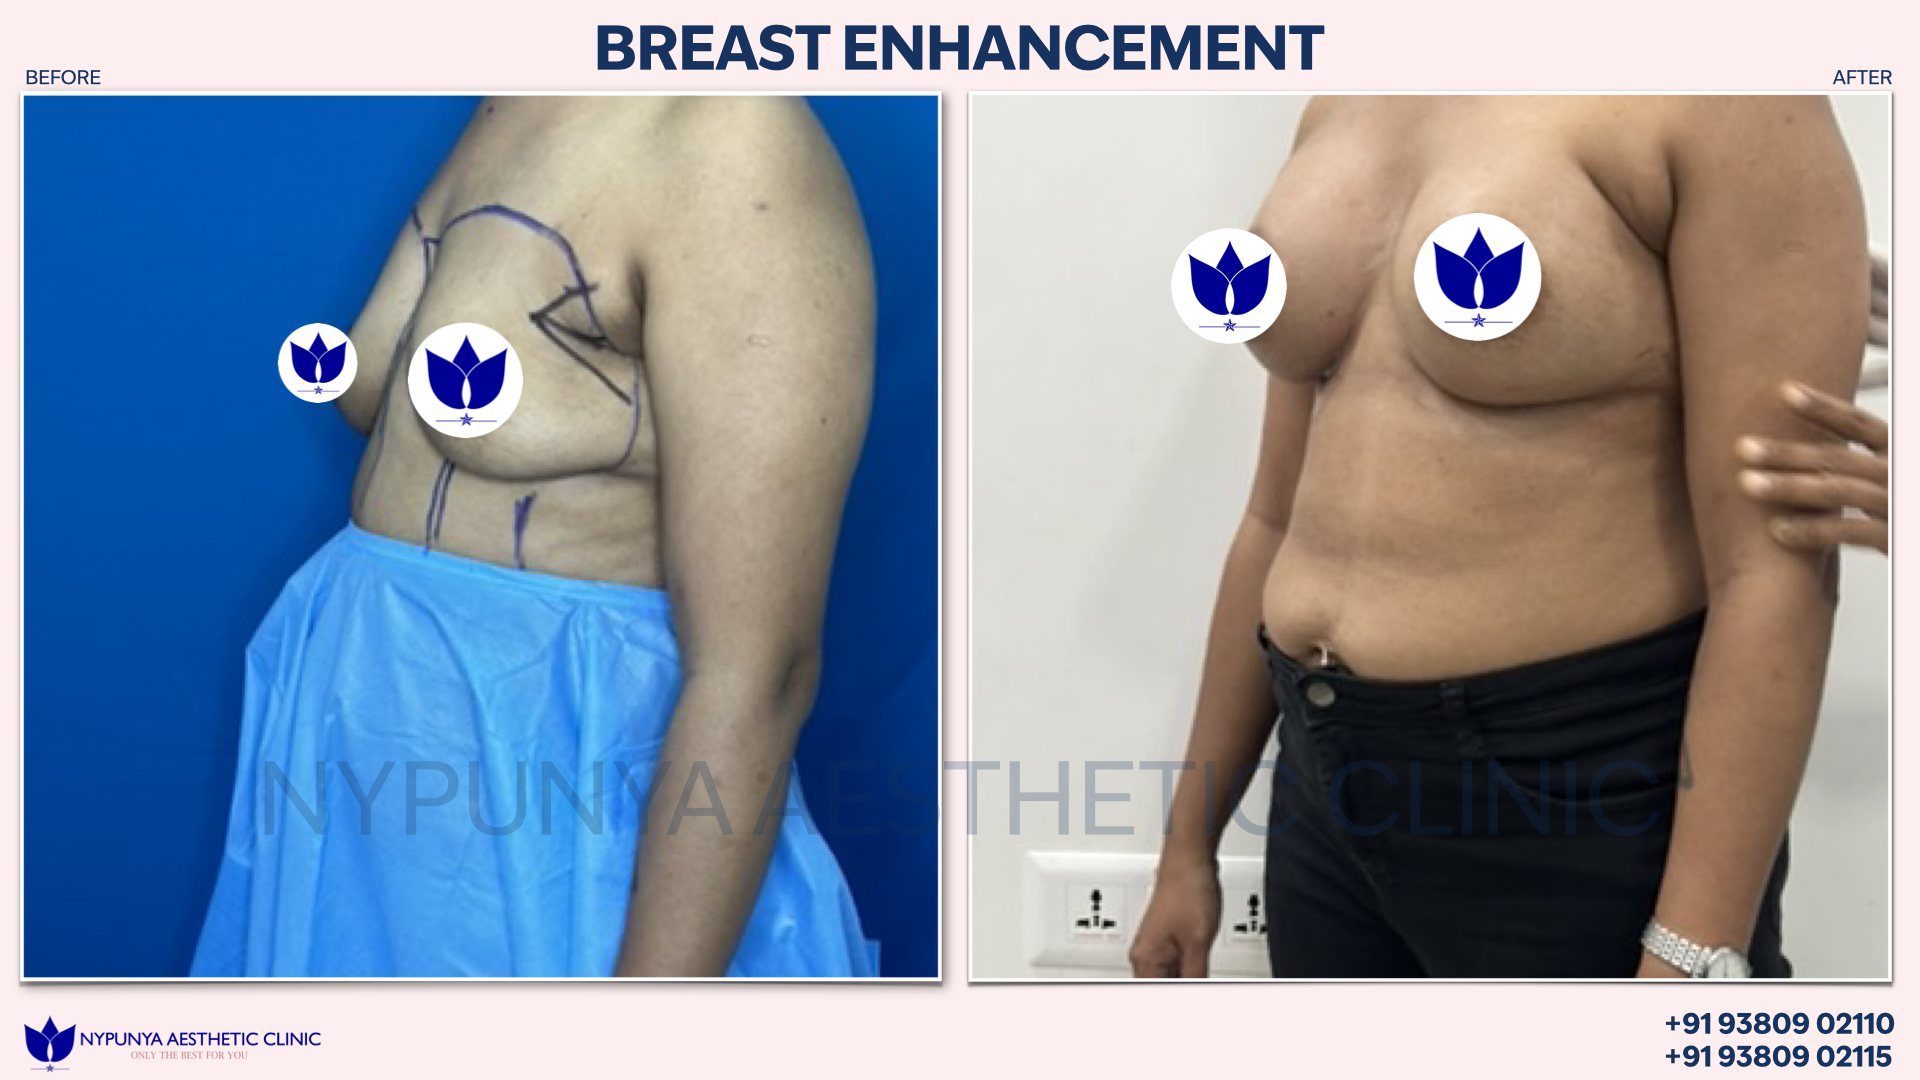 BREAST ENHANCEMENT
BEFORE
AFTER
NYPUNYA AESTHETIC CLINIC
NYPUNYA AESTHETIC CLINIC
ONLY THE BEST FOR YOU
+91 93809 02110
+91 93809 02115